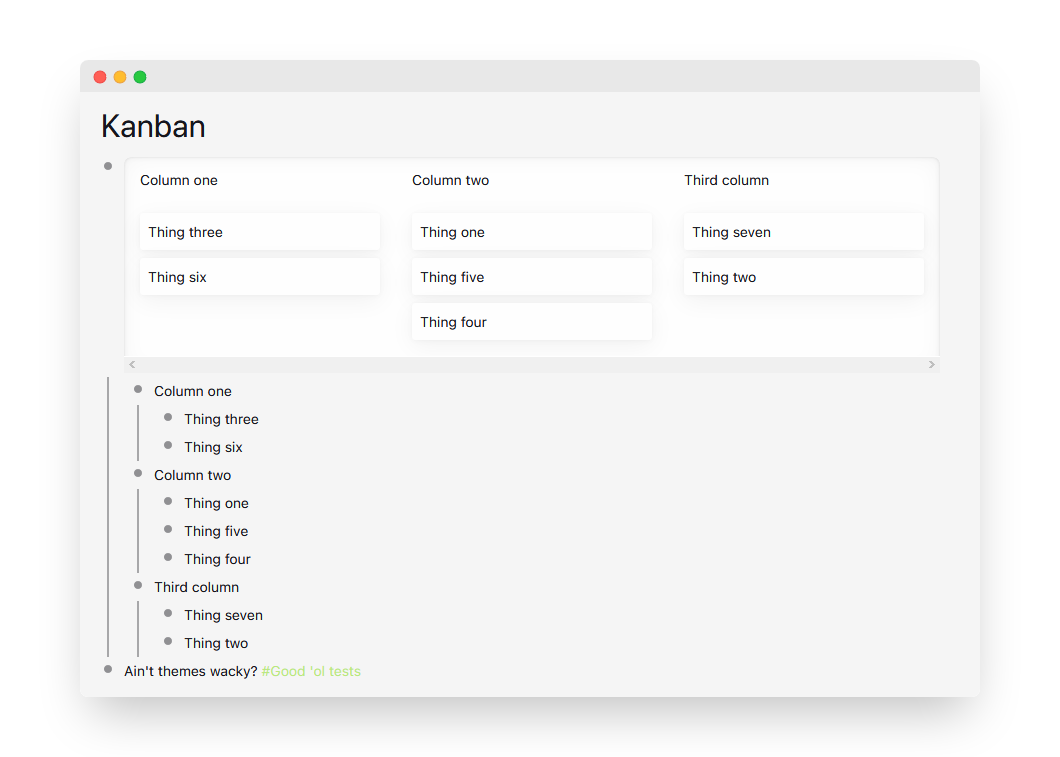 Kanban
Column one Column two Third column
Thing three Thing one Thing seven
Thing six Thing five Thing two
Thing four
Column one
Thing three
Thing six
Column two
Thing one
Thing five
Thing four
Third column
Thing seven
Thing two
Ain't themes wacky? #Good 'ol tests